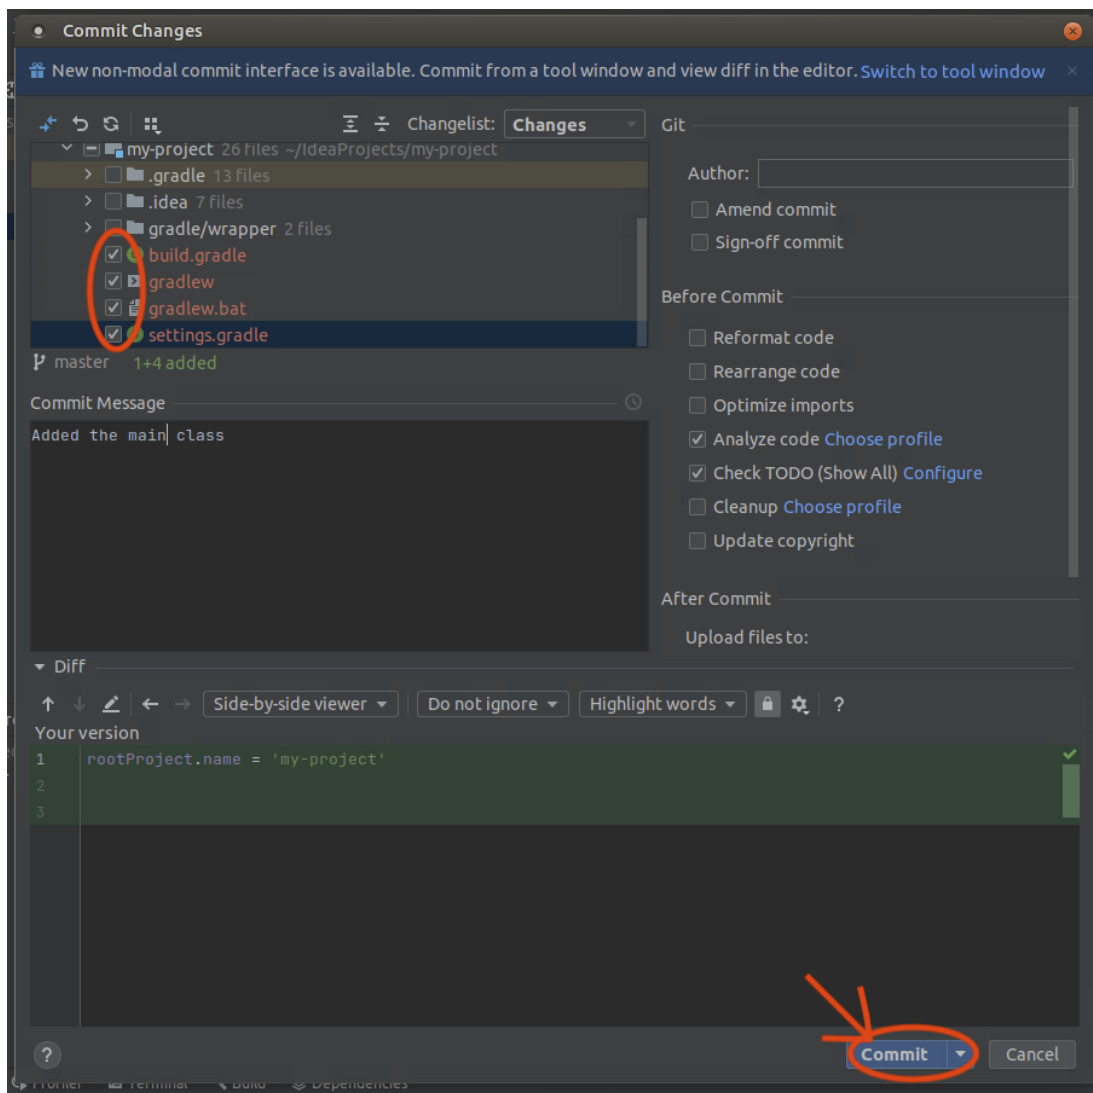 Commit Changes
New non-modal commit interface is available. Commit from a tool window and view diff in the editor. Switch to tool window
Changelist: Changes
my-project 26 files ~/IdeaProjects/my-project
.gradle 13 files
.idea 7 files
gradle/wrapper 2 files
build.gradle
gradlew
gradlew.bat
settings.gradle
master 1+4 added
Commit Message
Added the main class
Git
Author:
Amend commit
Sign-off commit
Before Commit
Reformat code
Rearrange code
Optimize imports
Analyze code Choose profile
Check TODO (Show All) Configure
Cleanup Choose profile
Update copyright
After Commit
Upload files to:
Diff
Side-by-side viewer Do not ignore Highlight words ?
Your version
1 rootProject.name = 'my-project'
2
3
? Commit Cancel
Profiler Terminal Build Dependencies